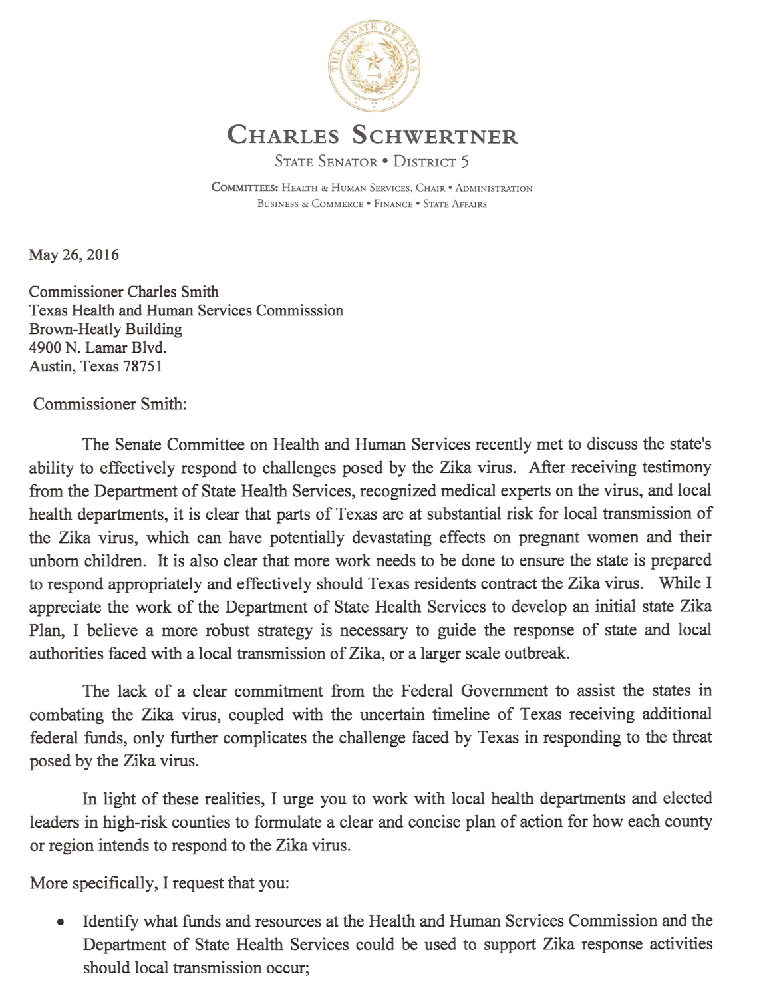 THE SENATE OF TEXAS
CHARLES SCHWERTNER
STATE SENATOR • DISTRICT 5
COMMITTEES: HEALTH & HUMAN SERVICES, CHAIR • ADMINISTRATION
BUSINESS & COMMERCE • FINANCE • STATE AFFAIRS
May 26, 2016
Commissioner Charles Smith
Texas Health and Human Services Commisssion
Brown-Heatly Building
4900 N. Lamar Blvd.
Austin, Texas 78751
Commissioner Smith:
The Senate Committee on Health and Human Services recently met to discuss the state's
ability to effectively respond to challenges posed by the Zika virus. After receiving testimony
from the Department of State Health Services, recognized medical experts on the virus, and local
health departments, it is clear that parts of Texas are at substantial risk for local transmission of
the Zika virus, which can have potentially devastating effects on pregnant women and their
unborn children. It is also clear that more work needs to be done to ensure the state is prepared
to respond appropriately and effectively should Texas residents contract the Zika virus. While I
appreciate the work of the Department of State Health Services to develop an initial state Zika
Plan, I believe a more robust strategy is necessary to guide the response of state and local
authorities faced with a local transmission of Zika, or a larger scale outbreak.
The lack of a clear commitment from the Federal Government to assist the states in
combating the Zika virus, coupled with the uncertain timeline of Texas receiving additional
federal funds, only further complicates the challenge faced by Texas in responding to the threat
posed by the Zika virus.
In light of these realities, I urge you to work with local health departments and elected
leaders in high-risk counties to formulate a clear and concise plan of action for how each county
or region intends to respond to the Zika virus.
More specifically, I request that you:
• Identify what funds and resources at the Health and Human Services Commission and the
Department of State Health Services could be used to support Zika response activities
should local transmission occur;